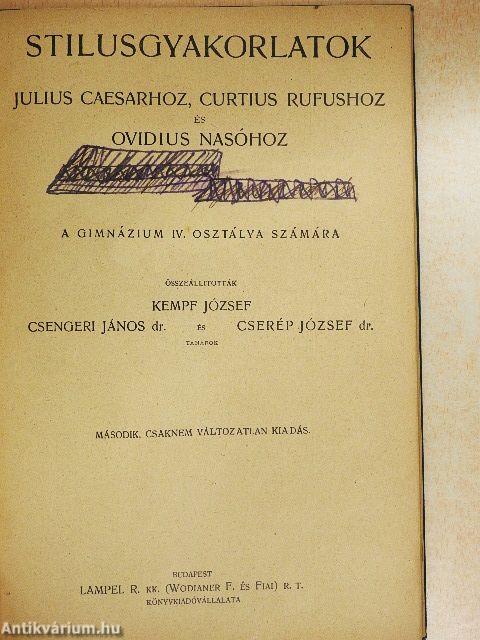 STILUSGYAKORLATOK
JULIUS CAESARHOZ, CURTIUS RUFUSHOZ
ÉS
OVIDIUS NASÓHOZ
A GIMNÁZIUM IV. OSZTÁLYA SZÁMÁRA
ÖSSZEÁLLITOTTÁK
KEMPF JÓZSEF
CSENGERI JÁNOS dr. ÉS CSERÉP JÓZSEF dr.
TANÁROK
MÁSODIK, CSAKNEM VÁLTOZATLAN KIADÁS.
BUDAPEST
LAMPEL R. KK. (WODIANER F. ÉS FIAI) R. T.
KÖNYVKIADÓVÁLLALATA
Antikvárium.hu